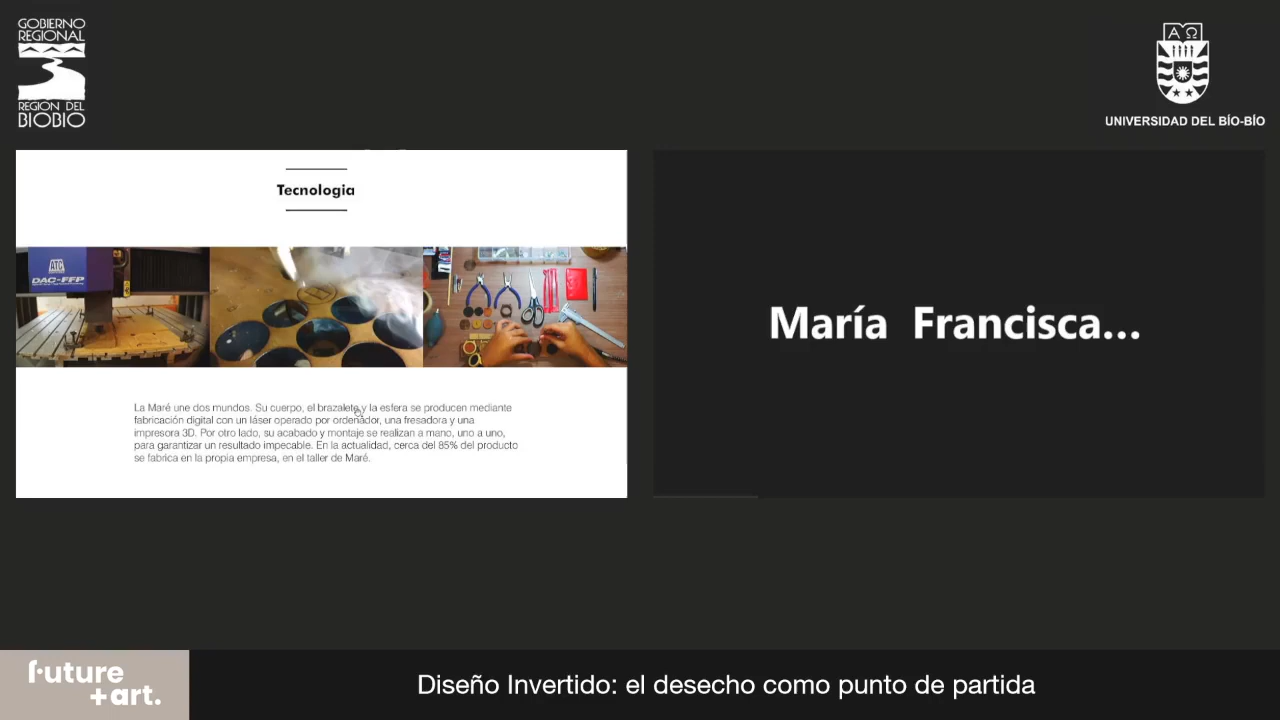 GOBIERNO
REGIONAL
REGIÓN DEL
BIOBIO
UNIVERSIDAD DEL BÍO-BÍO
Tecnologia
DAC-FFP
La Maré une dos mundos. Su cuerpo, el brazalete y la esfera se producen mediante
fabricación digital con un láser operado por ordenador, una fresadora y una
impresora 3D. Por otro lado, su acabado y montaje se realizan a mano, uno a uno,
para garantizar un resultado impecable. En la actualidad, cerca del 85% del producto
se fabrica en la propia empresa, en el taller de Maré.
María Francisca...
future
+art.
Diseño Invertido: el desecho como punto de partida